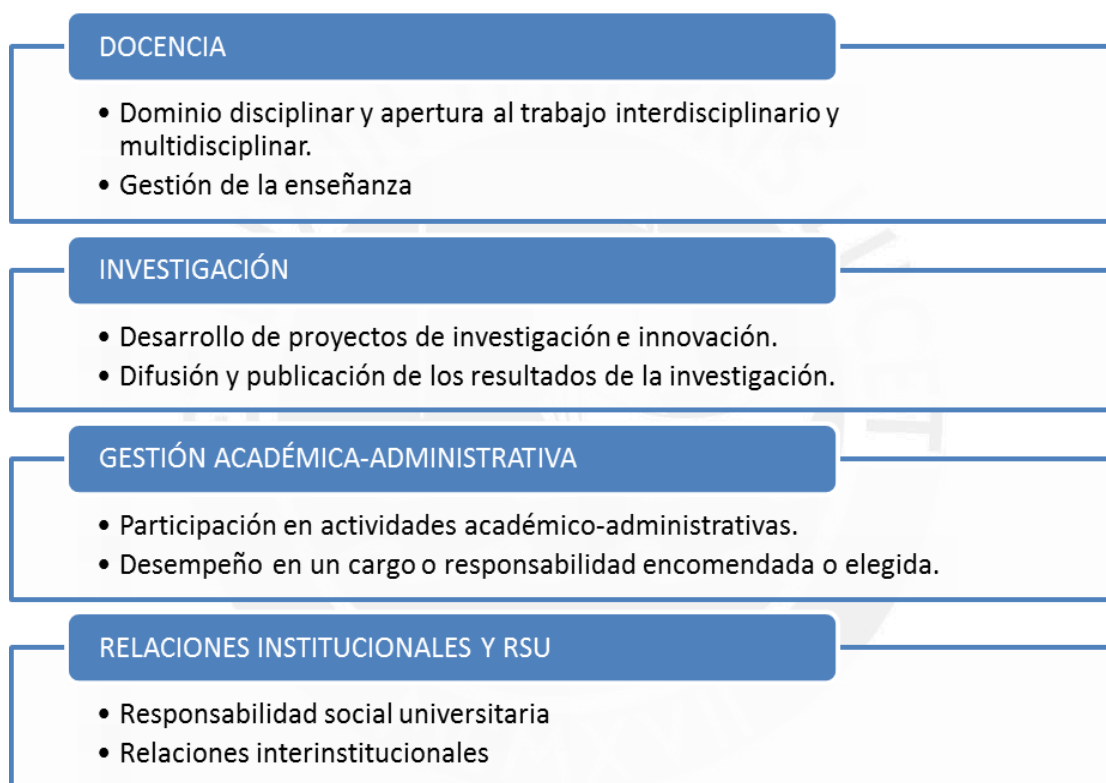 DOCENCIA
• Dominio disciplinar y apertura al trabajo interdisciplinario y
multidisciplinar.
• Gestión de la enseñanza
INVESTIGACIÓN
• Desarrollo de proyectos de investigación e innovación.
• Difusión y publicación de los resultados de la investigación.
GESTIÓN ACADÉMICA-ADMINISTRATIVA
• Participación en actividades académico-administrativas.
• Desempeño en un cargo o responsabilidad encomendada o elegida.
RELACIONES INSTITUCIONALES Y RSU
• Responsabilidad social universitaria
• Relaciones interinstitucionales